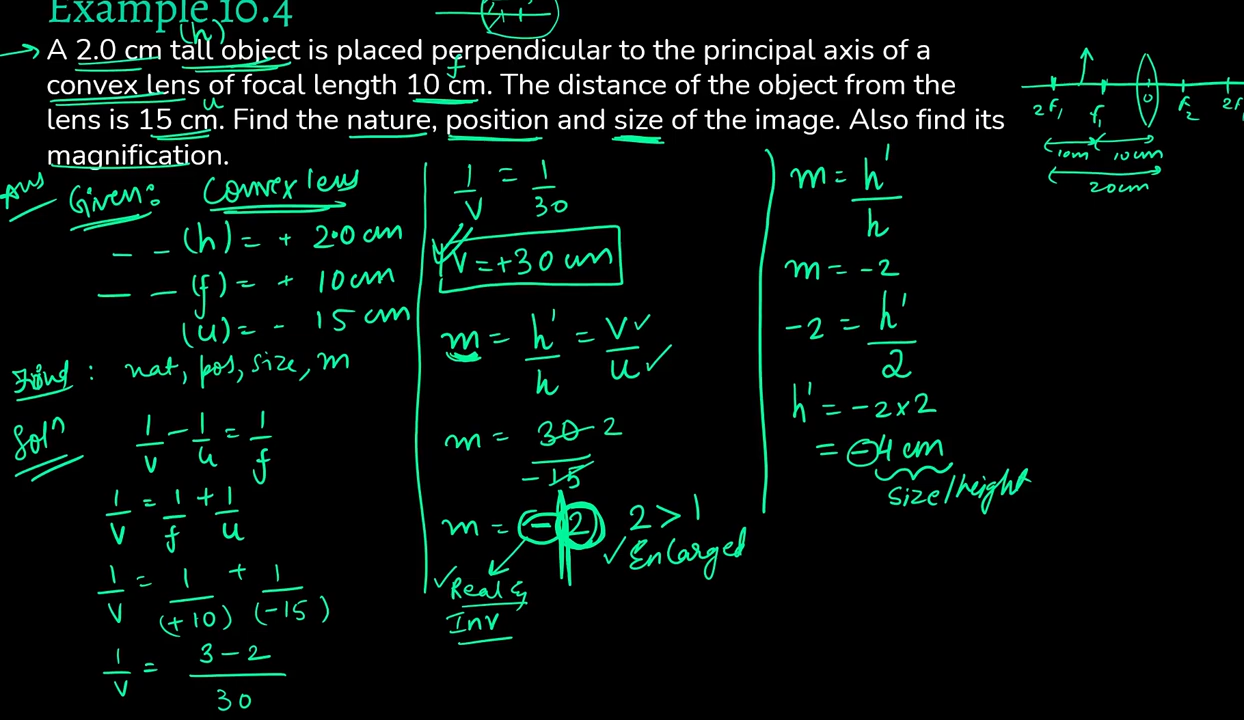 Example 10.4
(h)
A 2.0 cm tall object is placed perpendicular to the principal axis of a
f
convex lens of focal length 10 cm. The distance of the object from the
u
lens is 15 cm. Find the nature, position and size of the image. Also find its
magnification.
2F1 F1 O F2 2F
10cm 10cm
20cm
Ans Given: Convex lens
(h) = + 2.0 cm
(f) = + 10 cm
(u) = - 15 cm
Find : nat, pos, size, m
Solⁿ
1/v - 1/u = 1/f
1/v = 1/f + 1/u
1/v = 1/(+10) + 1/(-15)
1/v = 3-2/30
1/v = 1/30
v = +30 cm
m = h'/h = v/u
m = 30/-15 2
m = -2 2 > 1
Enlarged
Real &
Inv
m = h'/h
m = -2
-2 = h'/2
h' = -2×2
= -4 cm
size/height